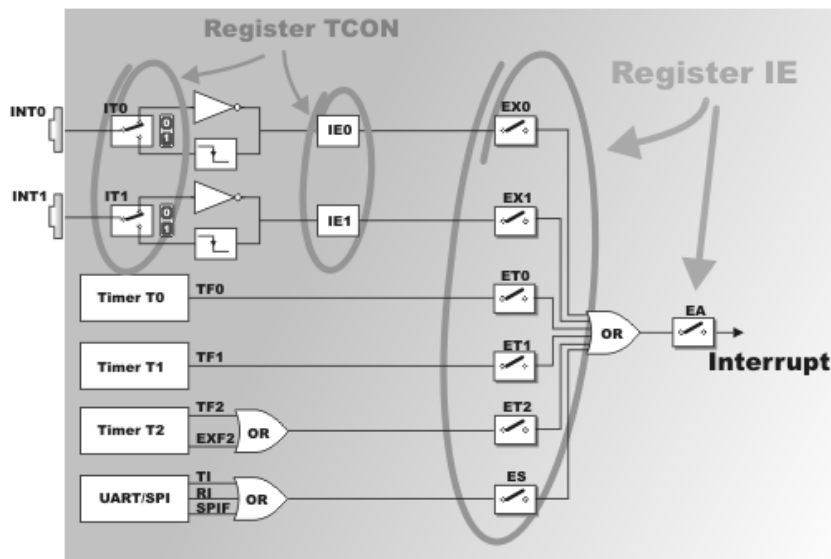 Register TCON
Register IE
INT0
IT0
0
1
IE0
EX0
INT1
IT1
0
1
IE1
EX1
Timer T0
TF0
ET0
OR
EA
Interrupt
Timer T1
TF1
ET1
Timer T2
TF2
EXF2
OR
ET2
UART/SPI
TI
RI
SPIF
OR
ES